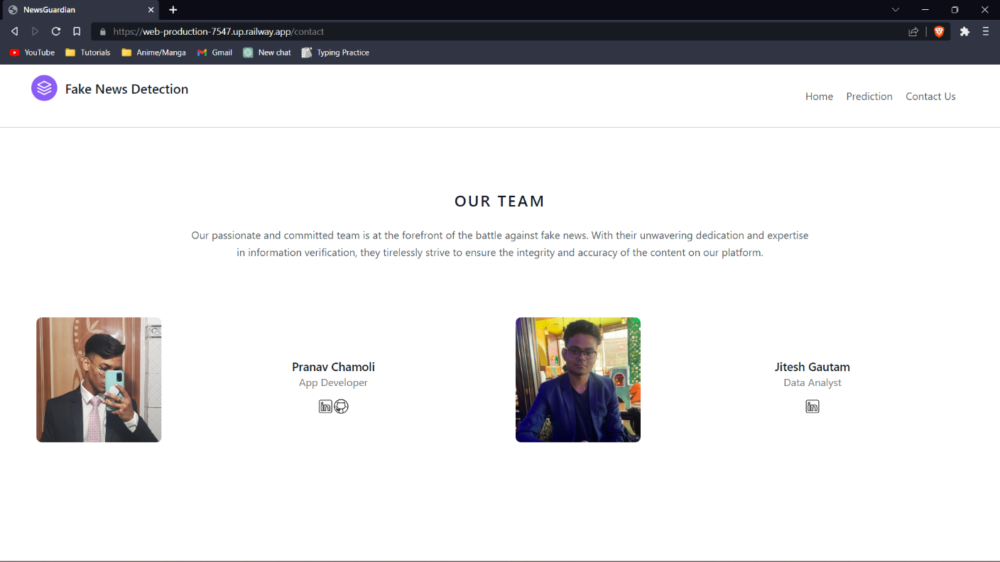 NewsGuardian
https://web-production-7547.up.railway.app/contact
YouTube
Tutorials
Anime/Manga
Gmail
New chat
Typing Practice
Fake News Detection
Home
Prediction
Contact Us
OUR TEAM
Our passionate and committed team is at the forefront of the battle against fake news. With their unwavering dedication and expertise
in information verification, they tirelessly strive to ensure the integrity and accuracy of the content on our platform.
Pranav Chamoli
App Developer
in
Jitesh Gautam
Data Analyst
in